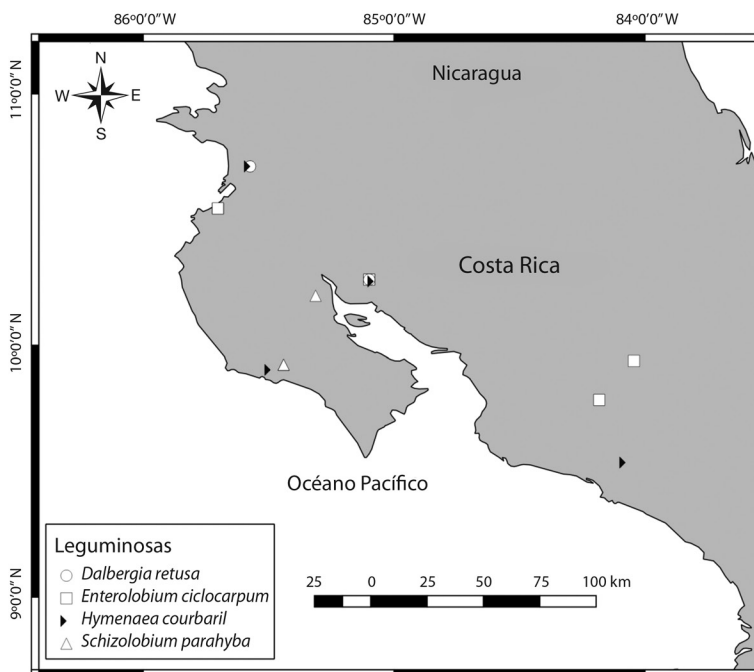 86º0'0'' W
85º0'0'' W
84º0'0'' W
11º0'0'' N
10º0'0'' N
9º0'0'' N
N
W E
S
Nicaragua
Costa Rica
Océano Pacífico
Leguminosas
Dalbergia retusa
Enterolobium ciclocarpum
Hymenaea courbaril
Schizolobium parahyba
25 0 25 50 75 100 km